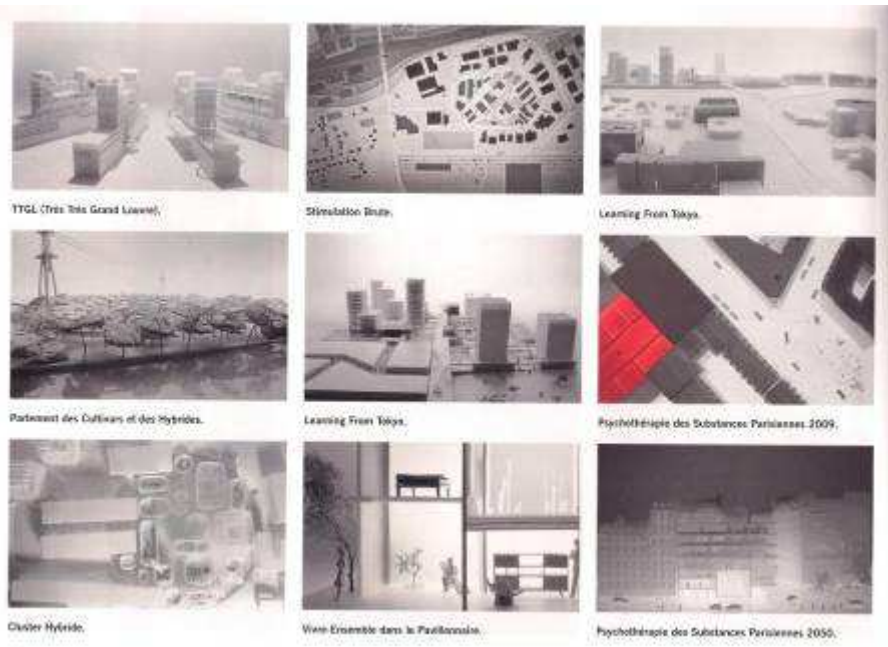 TTGL (Très Très Grand Louvre).
Stimulation Brute.
Learning From Tokyo.
Parlement des Cultivars et des Hybrides.
Learning From Tokyo.
Psychothérapie des Substances Parisiennes 2009.
Cluster Hybride.
Vivre Ensemble dans le Pavillonnaire.
Psychothérapie des Substances Parisiennes 2050.